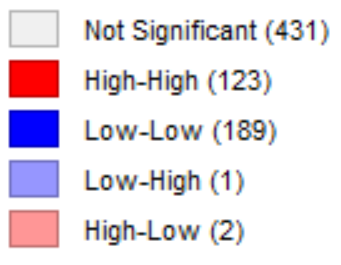 Not Significant (431)
High-High (123)
Low-Low (189)
Low-High (1)
High-Low (2)